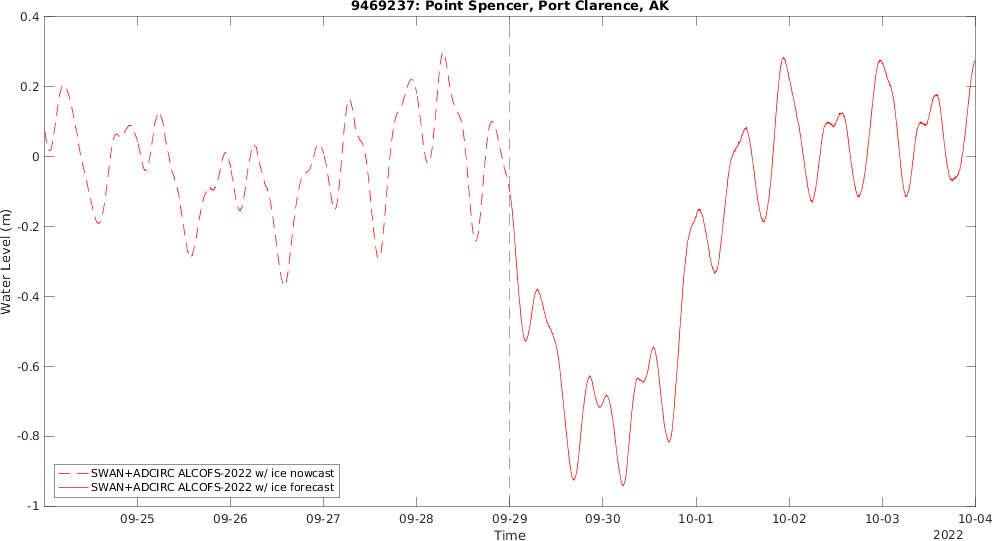 9469237: Point Spencer, Port Clarence, AK
0.4
0.2
0
-0.2
-0.4
-0.6
-0.8
-1
Water Level (m)
SWAN+ADCIRC ALCOFS-2022 w/ ice nowcast
SWAN+ADCIRC ALCOFS-2022 w/ ice forecast
09-25 09-26 09-27 09-28 09-29 09-30 10-01 10-02 10-03 10-04
Time
2022